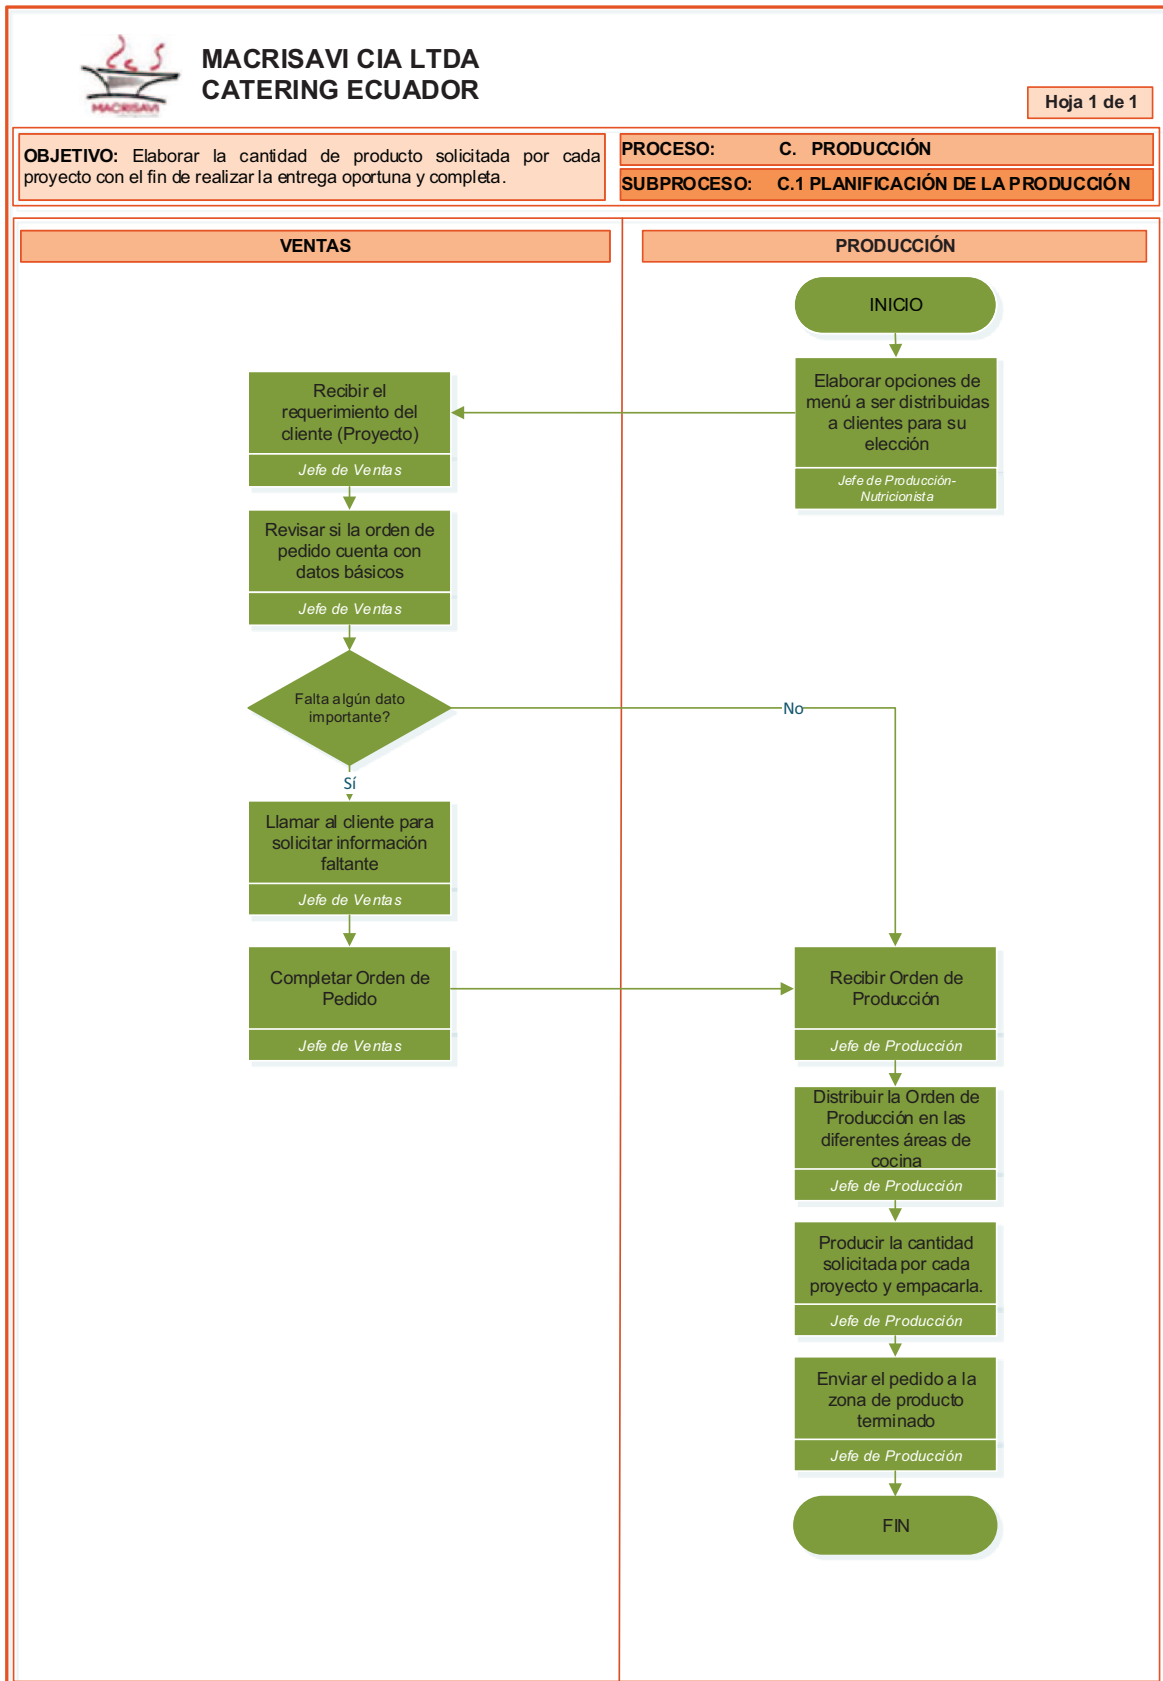 MACRISAVI
MACRISAVI CIA LTDA
CATERING ECUADOR
Hoja 1 de 1
OBJETIVO: Elaborar la cantidad de producto solicitada por cada
proyecto con el fin de realizar la entrega oportuna y completa.
PROCESO: C. PRODUCCIÓN
SUBPROCESO: C.1 PLANIFICACIÓN DE LA PRODUCCIÓN
VENTAS
PRODUCCIÓN
INICIO
Elaborar opciones de
menú a ser distribuidas
a clientes para su
elección
Jefe de Producción-
Nutricionista
Recibir el
requerimiento del
cliente (Proyecto)
Jefe de Ventas
Revisar si la orden de
pedido cuenta con
datos básicos
Jefe de Ventas
Falta algún dato
importante?
No
Sí
Llamar al cliente para
solicitar información
faltante
Jefe de Ventas
Completar Orden de
Pedido
Jefe de Ventas
Recibir Orden de
Producción
Jefe de Producción
Distribuir la Orden de
Producción en las
diferentes áreas de
cocina
Jefe de Producción
Producir la cantidad
solicitada por cada
proyecto y empacarla.
Jefe de Producción
Enviar el pedido a la
zona de producto
terminado
Jefe de Producción
FIN